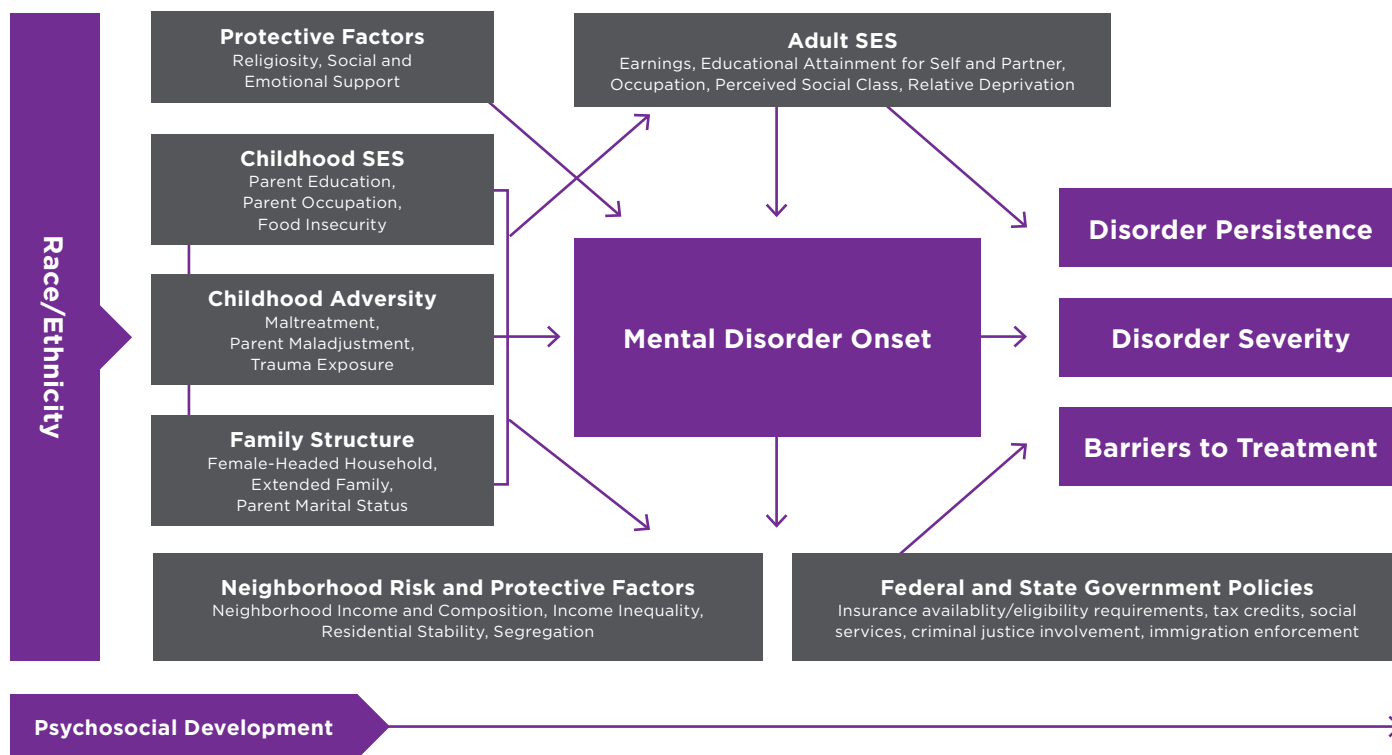 Race/Ethnicity
Protective Factors
Religiosity, Social and
Emotional Support
Childhood SES
Parent Education,
Parent Occupation,
Food Insecurity
Childhood Adversity
Maltreatment,
Parent Maladjustment,
Trauma Exposure
Family Structure
Female-Headed Household,
Extended Family,
Parent Marital Status
Adult SES
Earnings, Educational Attainment for Self and Partner,
Occupation, Perceived Social Class, Relative Deprivation
Mental Disorder Onset
Disorder Persistence
Disorder Severity
Barriers to Treatment
Neighborhood Risk and Protective Factors
Neighborhood Income and Composition, Income Inequality,
Residential Stability, Segregation
Federal and State Government Policies
Insurance availablity/eligibility requirements, tax credits, social
services, criminal justice involvement, immigration enforcement
Psychosocial Development